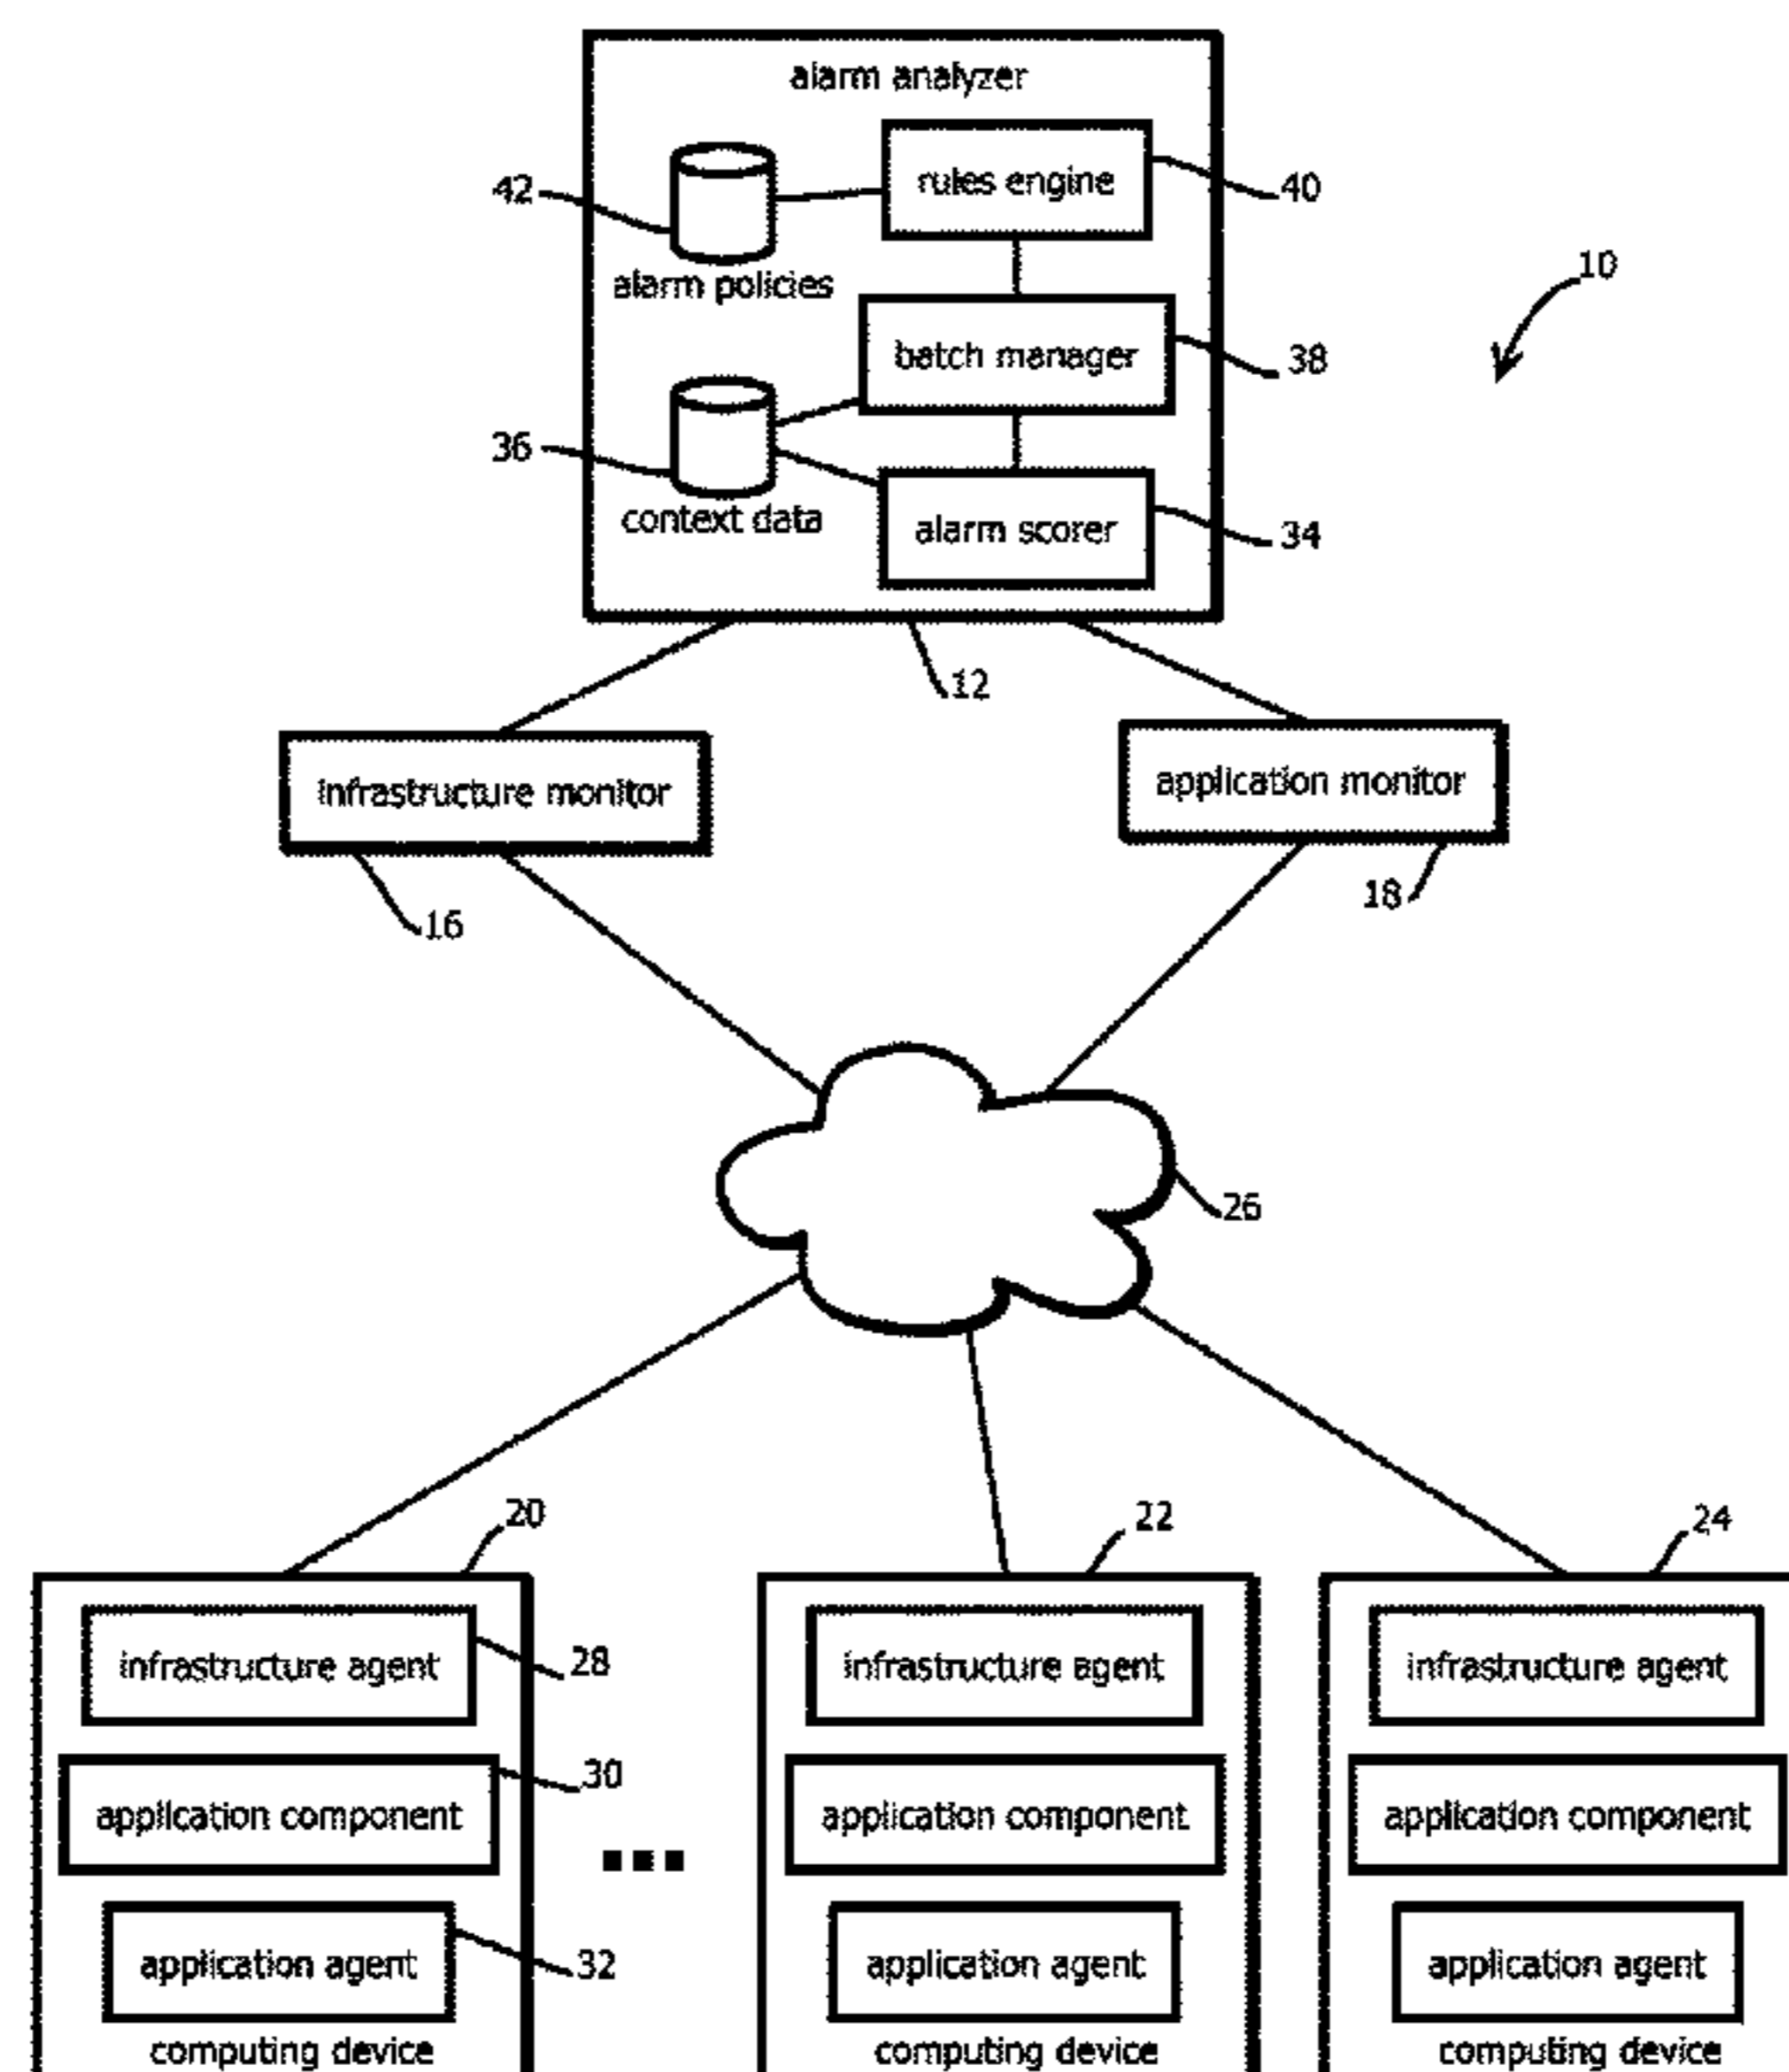 alarm analyzer
rules engine
42
40
alarm policies
10
batch manager
38
36
context data
alarm scorer
34
12
infrastructure monitor
application monitor
16
18
26
20
22
24
infrastructure agent
28
infrastructure agent
infrastructure agent
30
application component
application component
application component
application agent
32
application agent
application agent
computing device
computing device
computing device